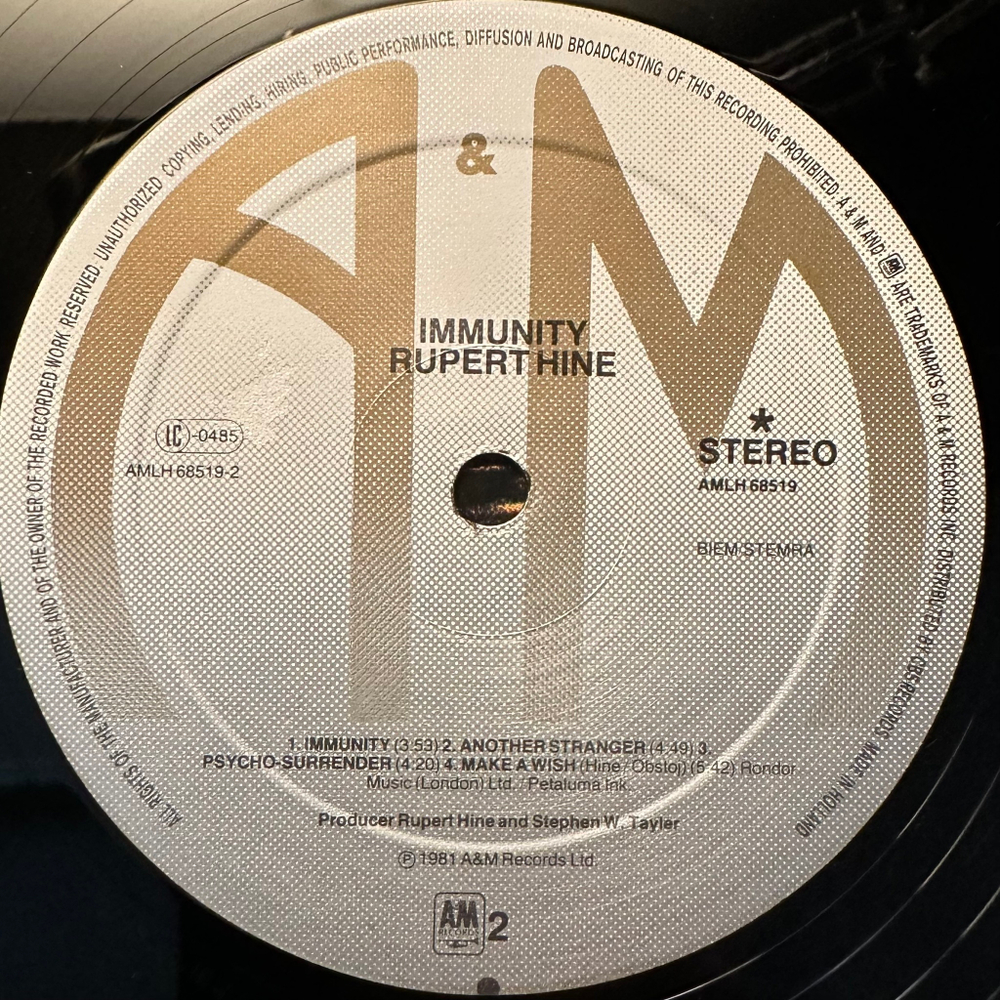 UNAUTHORIZED COPYING, LENDING, HIRING, PUBLIC PERFORMANCE, DIFFUSION AND BROADCASTING OF THIS RECORDING PROHIBITED. A & M AND AM ARE TRADEMARKS OF A & M RECORDS INC. DISTRIBUTED BY CBS RECORDS. MADE IN HOLLAND
A & M
IMMUNITY
RUPERT HINE
LC-0485
AMLH 68519-2
*
STEREO
AMLH 68519
BIEM/STEMRA
1. IMMUNITY (3:53) 2. ANOTHER STRANGER (4:49) 3.
PSYCHO-SURRENDER (4:20) 4. MAKE A WISH (Hine / Obstoj) (5:42) Rondor
Music (London) Ltd. / Petaluma Ink.
Producer Rupert Hine and Stephen W. Tayler
℗ 1981 A&M Records Ltd.
AM RECORDS 2
ALL RIGHTS OF THE MANUFACTURER AND OF THE OWNER OF THE RECORDED WORK RESERVED.